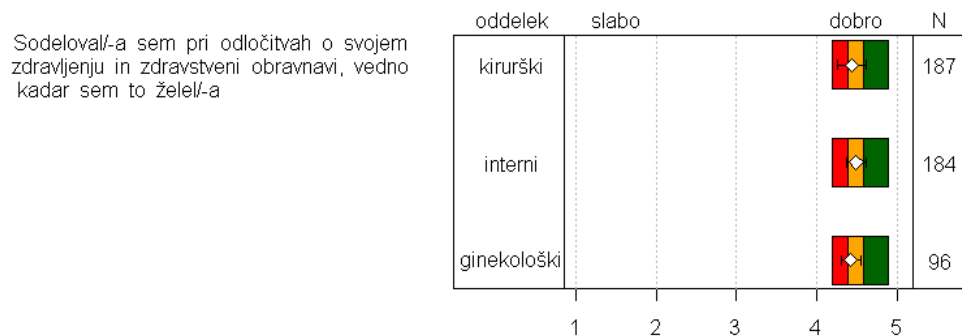 Sodeloval/-a sem pri odločitvah o svojem
zdravljenju in zdravstveni obravnavi, vedno
kadar sem to želel/-a
oddelek slabo dobro N
kirurški 187
interni 184
ginekološki 96
1 2 3 4 5